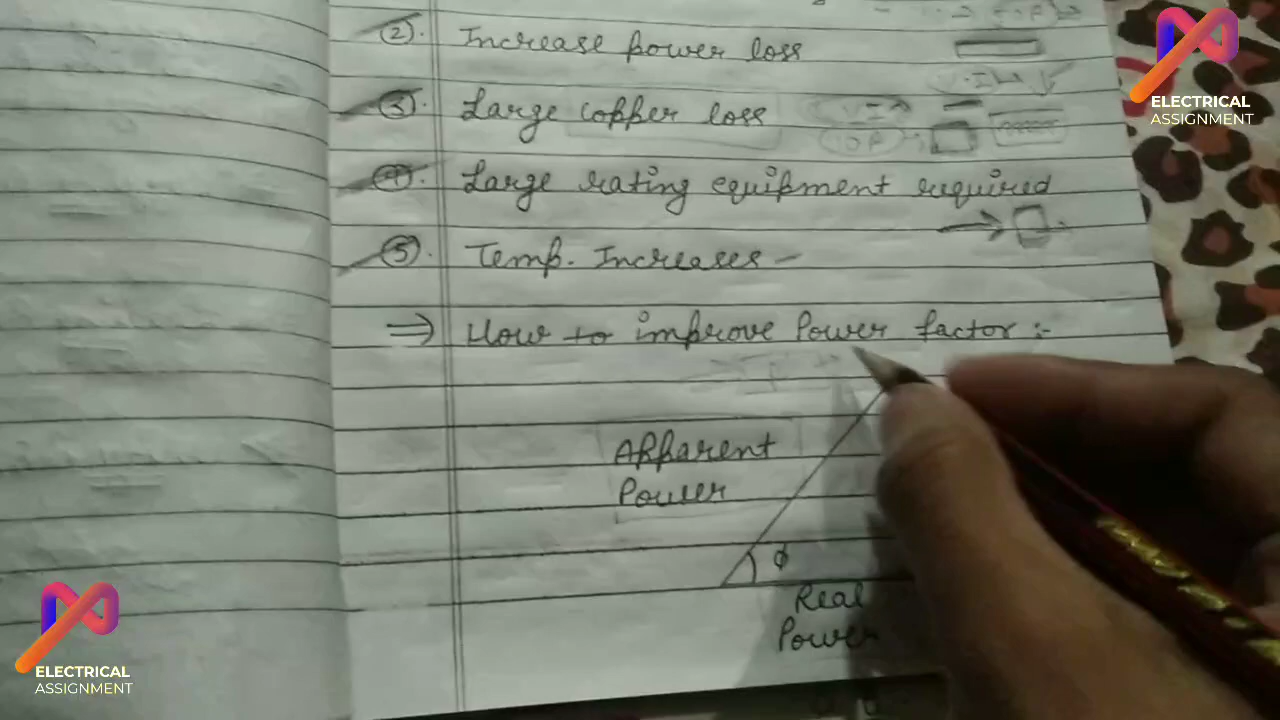 ②. Increase power loss
③. Large copper loss
④. Large rating equipment required
⑤. Temp. Increases -
⇒ How to improve Power factor :-
Apparent
Power
ϕ
Real
Power
ELECTRICAL
ASSIGNMENT
ELECTRICAL
ASSIGNMENT